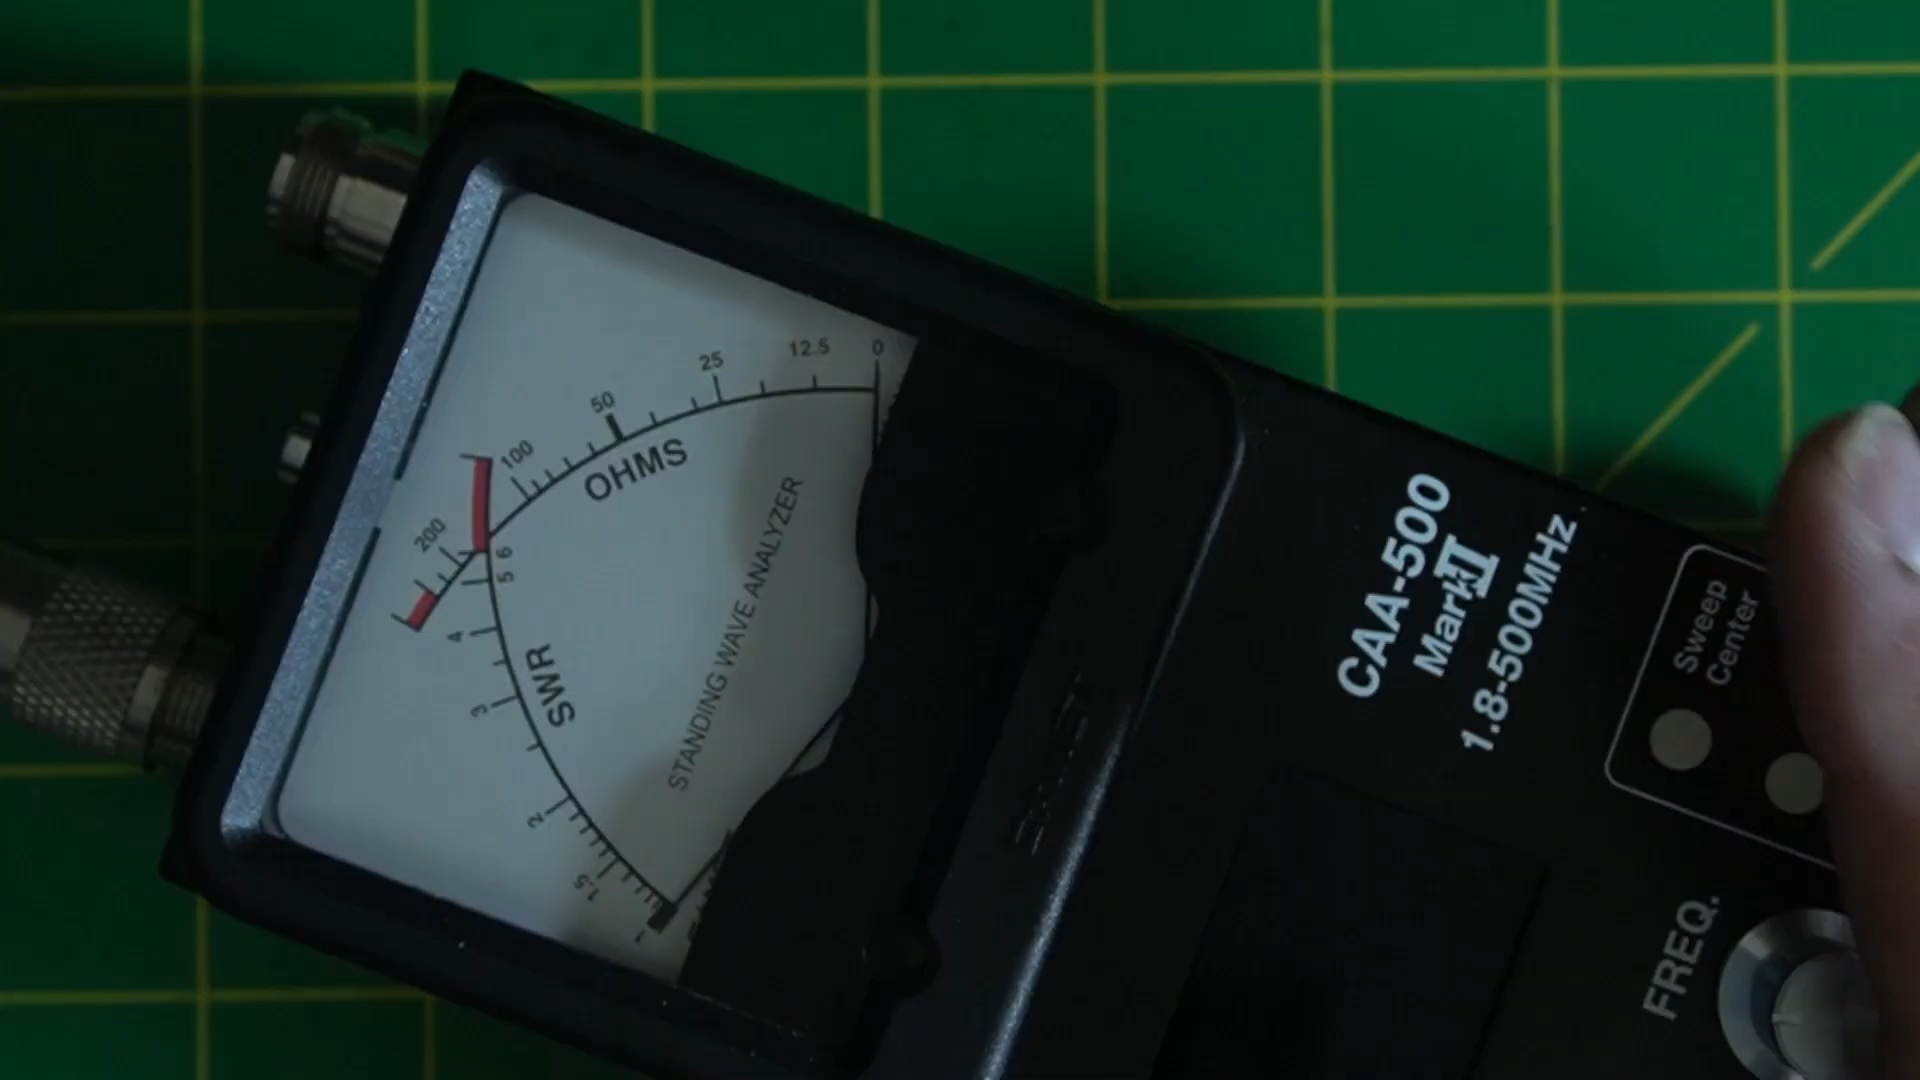 0
12.5
25
50
100
200
OHMS
6
5
4
3
2
1.5
1
SWR
STANDING WAVE ANALYZER
CAA-500
MarkII
1.8-500MHz
Sweep
Center
FREQ.